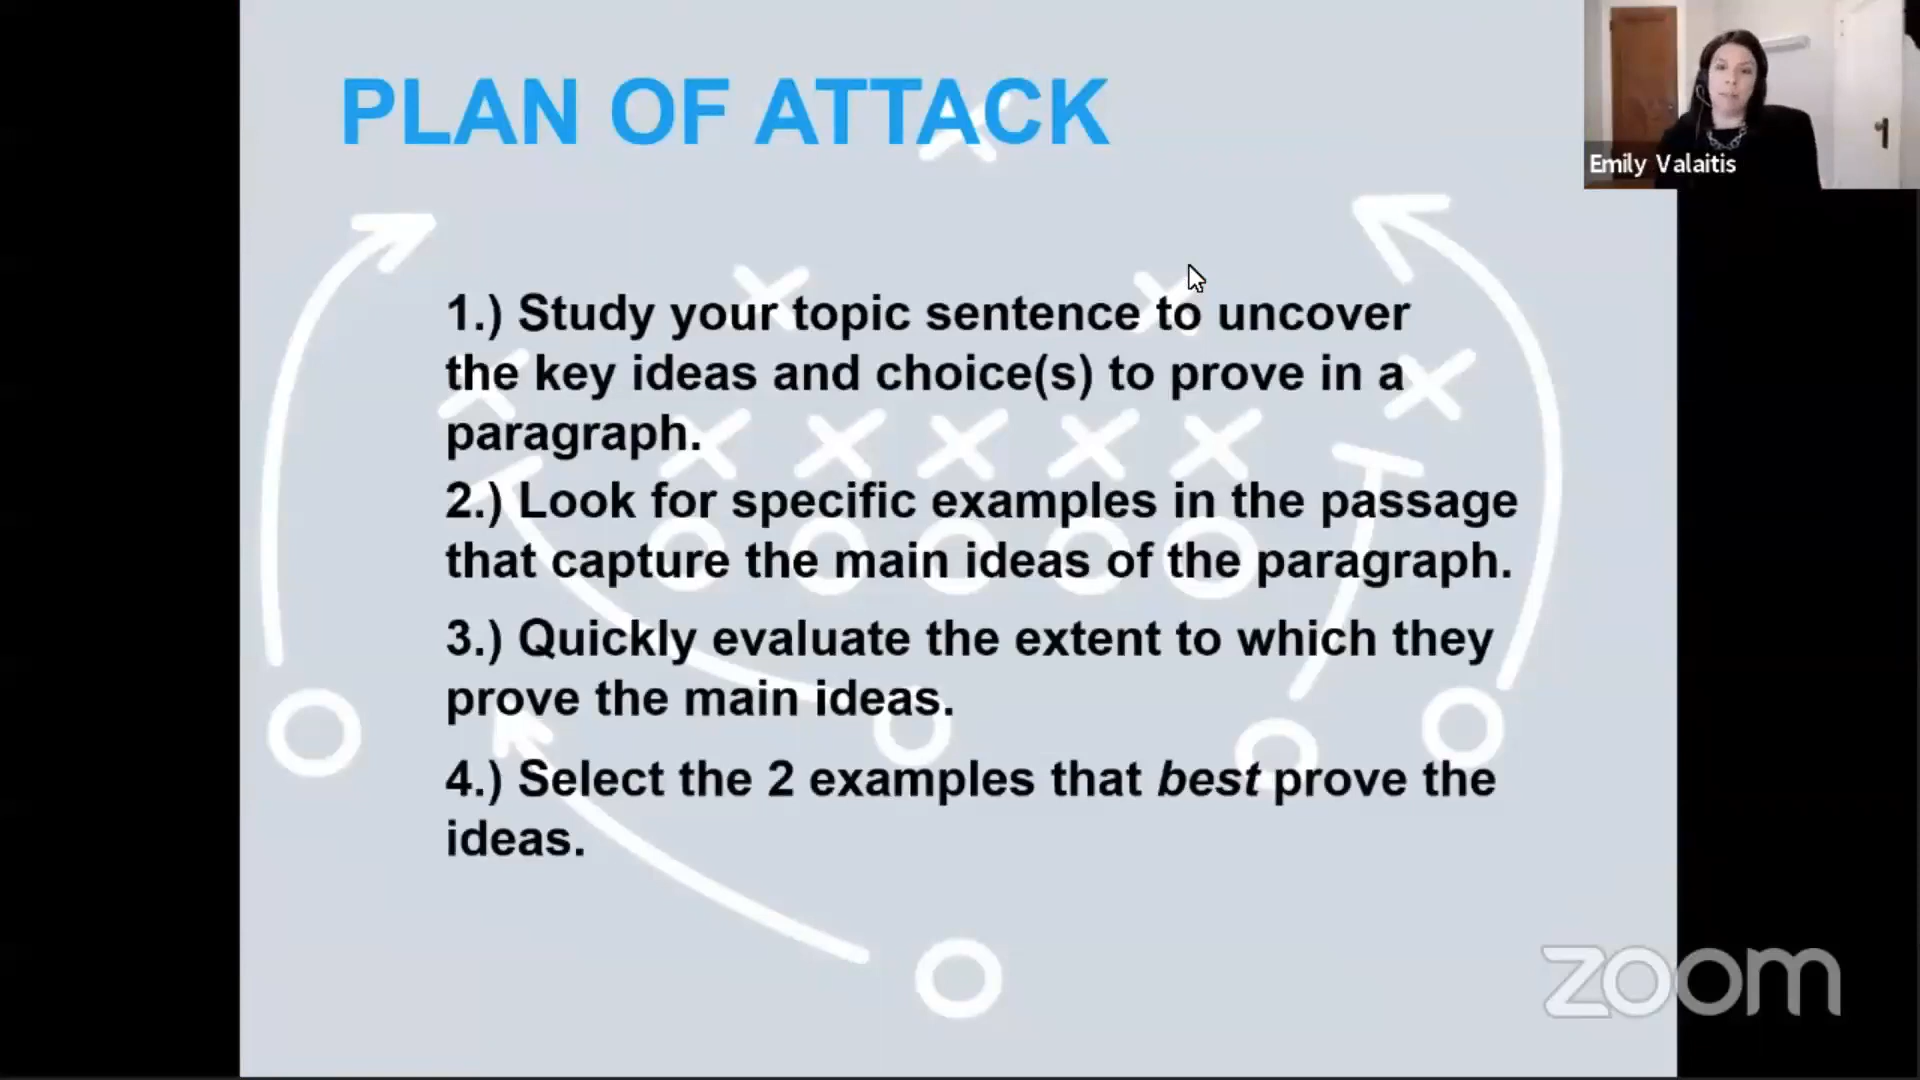 PLAN OF ATTACK
Emily Valaitis
1.) Study your topic sentence to uncover
the key ideas and choice(s) to prove in a
paragraph.
2.) Look for specific examples in the passage
that capture the main ideas of the paragraph.
3.) Quickly evaluate the extent to which they
prove the main ideas.
4.) Select the 2 examples that best prove the
ideas.
zoom